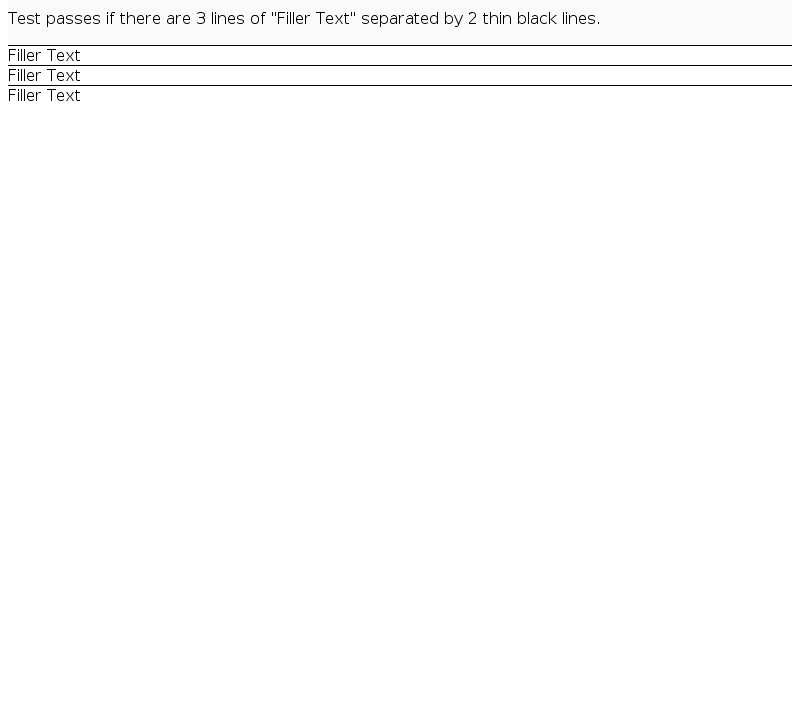 Test passes if there are 3 lines of "Filler Text" separated by 2 thin black lines.
Filler Text
Filler Text
Filler Text